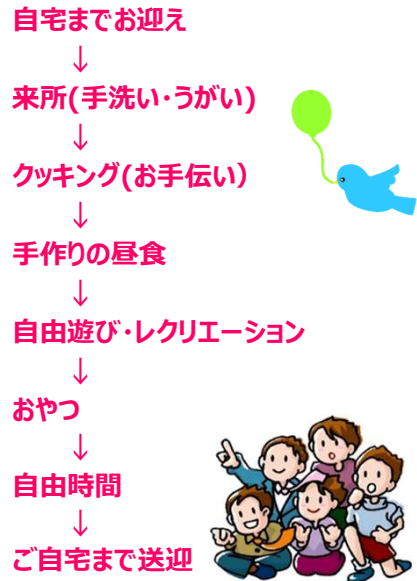 自宅までお迎え
↓
来所(手洗い･うがい)
↓
クッキング(お手伝い）
↓
手作りの昼食
↓
自由遊び･レクリエーション
↓
おやつ
↓
自由時間
↓
ご自宅まで送迎